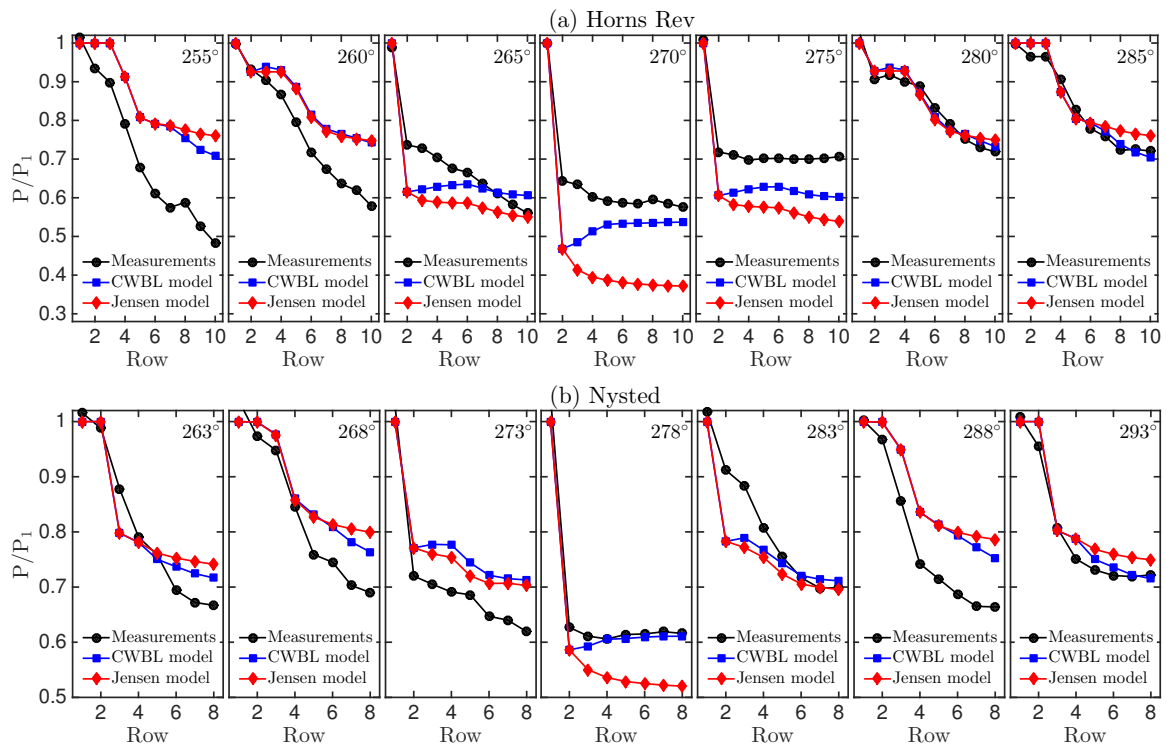 (a) Horns Rev
P/P1
1
0.9
0.8
0.7
0.6
0.5
0.4
0.3
255° 260° 265° 270° 275° 280° 285°
Measurements Measurements Measurements Measurements Measurements Measurements Measurements
CWBL model CWBL model CWBL model CWBL model CWBL model CWBL model CWBL model
Jensen model Jensen model Jensen model Jensen model Jensen model Jensen model Jensen model
2 4 6 8 10 2 4 6 8 10 2 4 6 8 10 2 4 6 8 10 2 4 6 8 10 2 4 6 8 10 2 4 6 8 10
Row Row Row Row Row Row Row
(b) Nysted
P/P1
1
0.9
0.8
0.7
0.6
0.5
263° 268° 273° 278° 283° 288° 293°
Measurements Measurements Measurements Measurements Measurements Measurements Measurements
CWBL model CWBL model CWBL model CWBL model CWBL model CWBL model CWBL model
Jensen model Jensen model Jensen model Jensen model Jensen model Jensen model Jensen model
2 4 6 8 2 4 6 8 2 4 6 8 2 4 6 8 2 4 6 8 2 4 6 8 2 4 6 8
Row Row Row Row Row Row Row